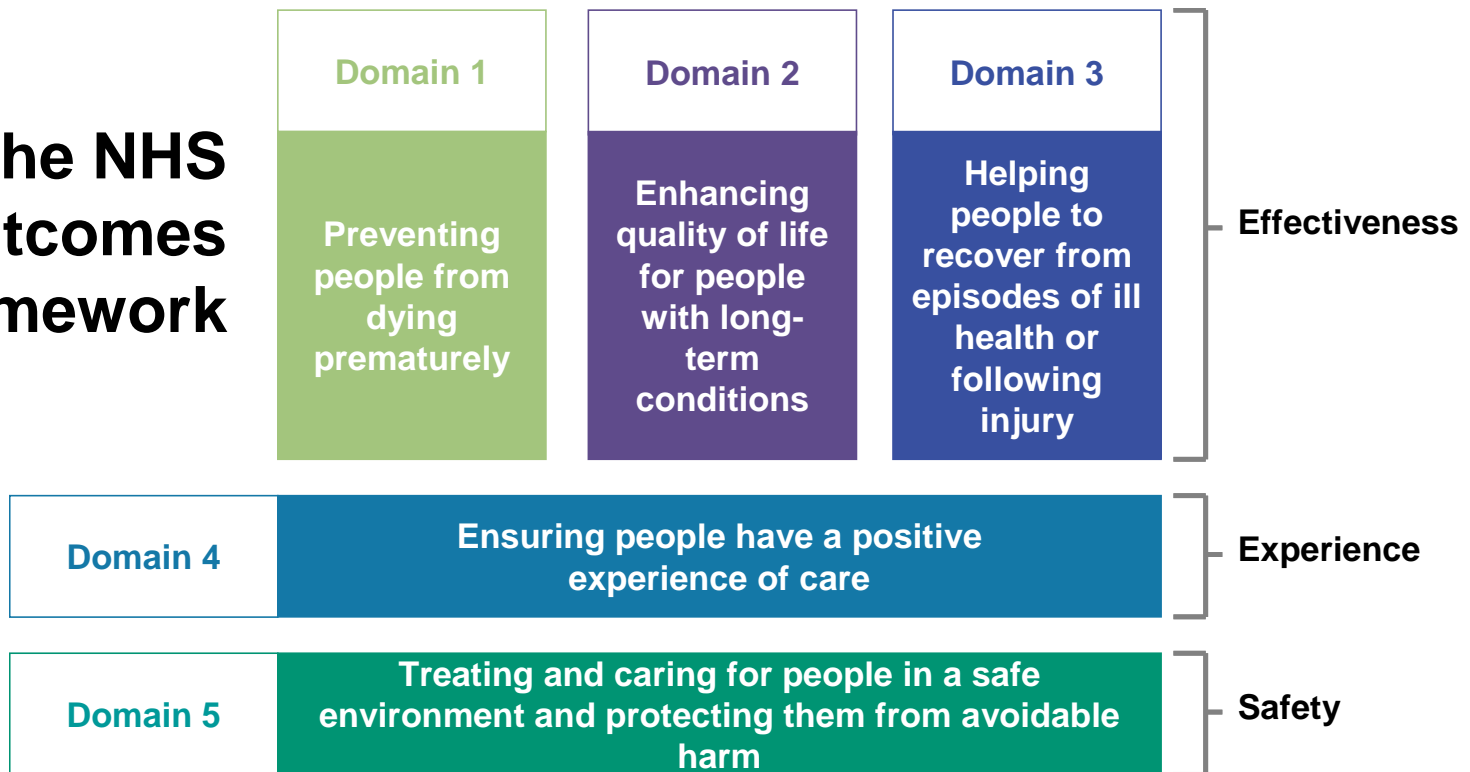 he NHS
tcomes
mework
Domain 1
Preventing
people from
dying
prematurely
Domain 2
Enhancing
quality of life
for people
with long-
term
conditions
Domain 3
Helping
people to
recover from
episodes of ill
health or
following
injury
Effectiveness
Domain 4
Ensuring people have a positive
experience of care
Experience
Domain 5
Treating and caring for people in a safe
environment and protecting them from avoidable
harm
Safety